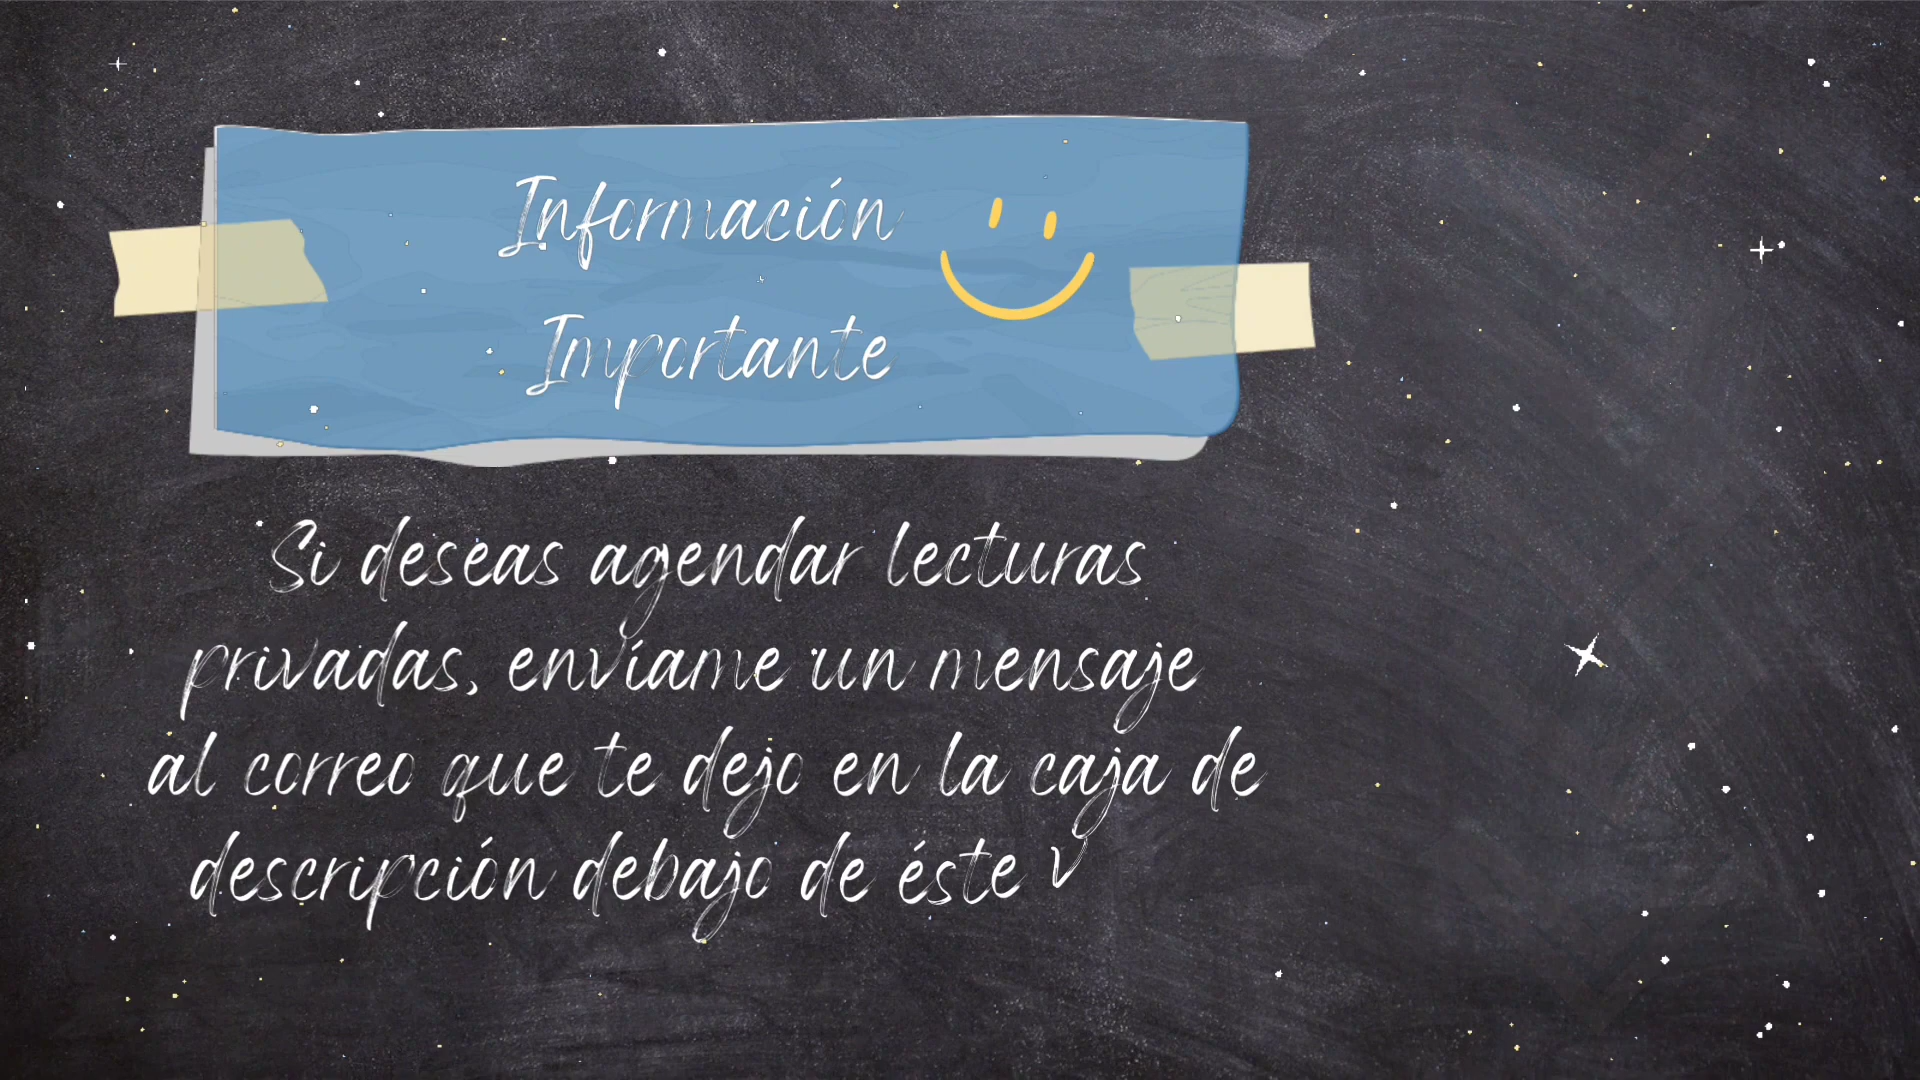 Información
Importante
Si deseas agendar lecturas
privadas, envíame un mensaje
al correo que te dejo en la caja de
descripción debajo de éste v